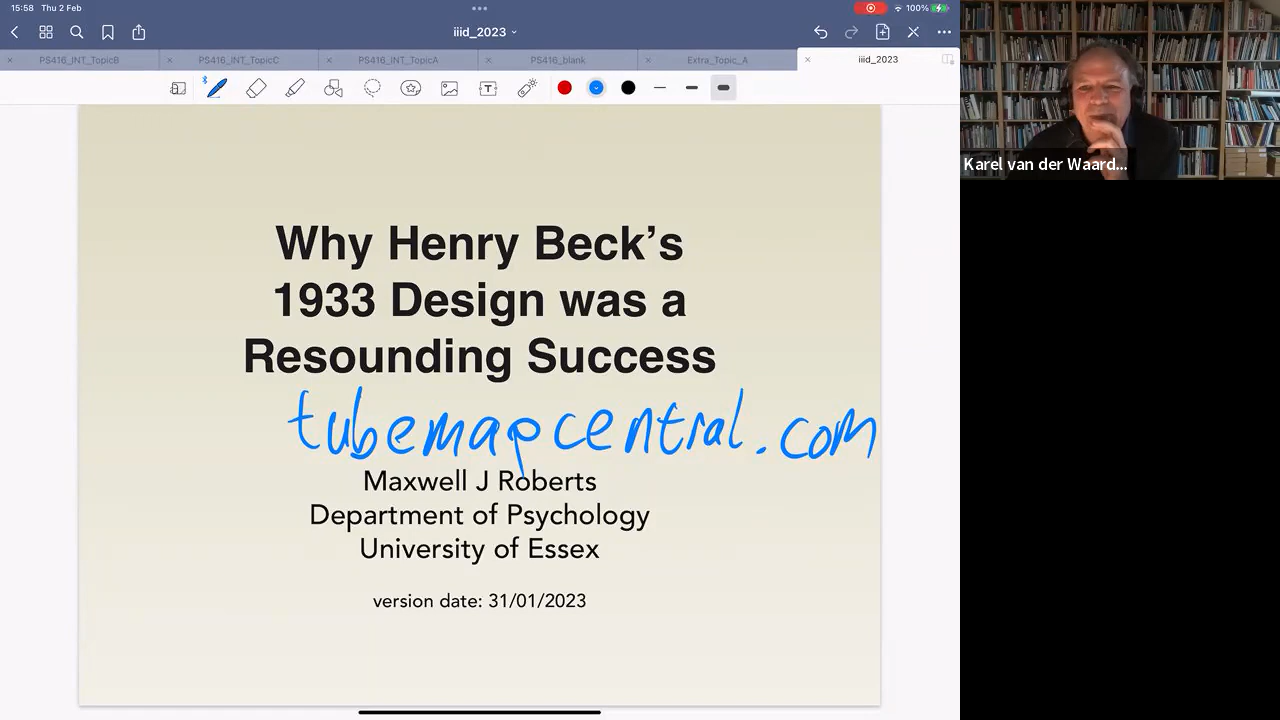 15:58 Thu 2 Feb
100%
iiid_2023
PS416_INT_TopicB
PS416_INT_TopicC
PS416_INT_TopicA
PS416_blank
Extra_Topic_A
iiid_2023
Why Henry Beck’s
1933 Design was a
Resounding Success
tubemapcentral.com
Maxwell J Roberts
Department of Psychology
University of Essex
version date: 31/01/2023
Karel van der Waard...